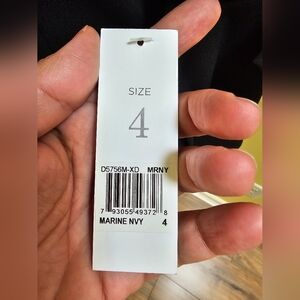 SIZE
4
D5756M-XD MRNY
7 93055 49372 8
MARINE NVY 4